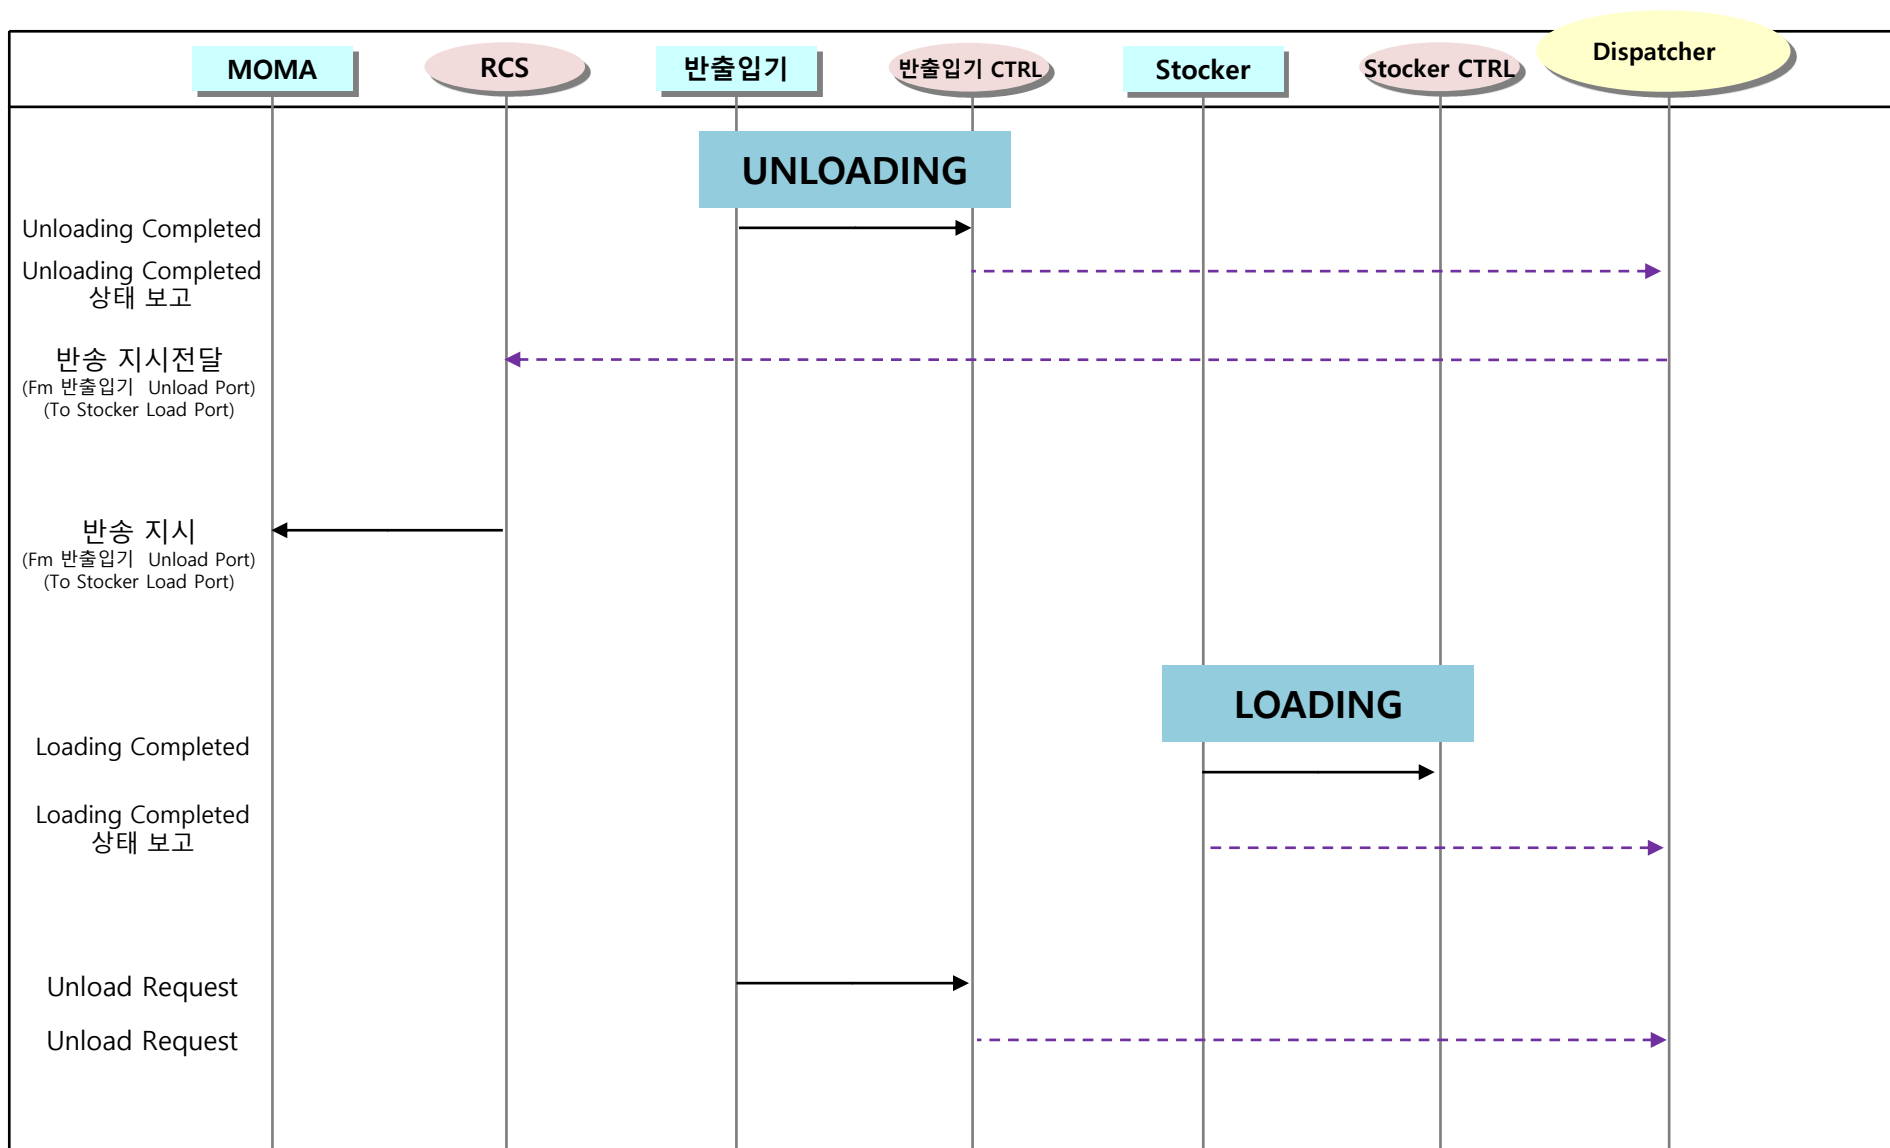 MOMA
RCS
반출입기
반출입기 CTRL
Stocker
Stocker CTRL
Dispatcher
UNLOADING
Unloading Completed
Unloading Completed
상태 보고
반송 지시전달
(Fm 반출입기 Unload Port)
(To Stocker Load Port)
반송 지시
(Fm 반출입기 Unload Port)
(To Stocker Load Port)
LOADING
Loading Completed
Loading Completed
상태 보고
Unload Request
Unload Request